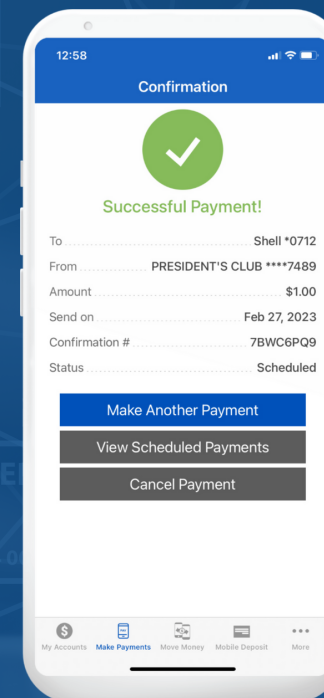 12:58
Confirmation
Successful Payment!
To Shell *0712
From PRESIDENT'S CLUB ****7489
Amount $1.00
Send on Feb 27, 2023
Confirmation # 7BWC6PQ9
Status Scheduled
Make Another Payment
View Scheduled Payments
Cancel Payment
My Accounts Make Payments Move Money Mobile Deposit More